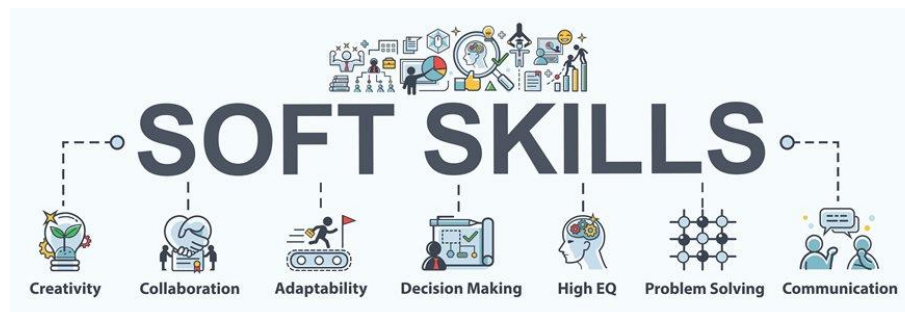 SOFT SKILLS
Creativity
Collaboration
Adaptability
Decision Making
High EQ
Problem Solving
Communication